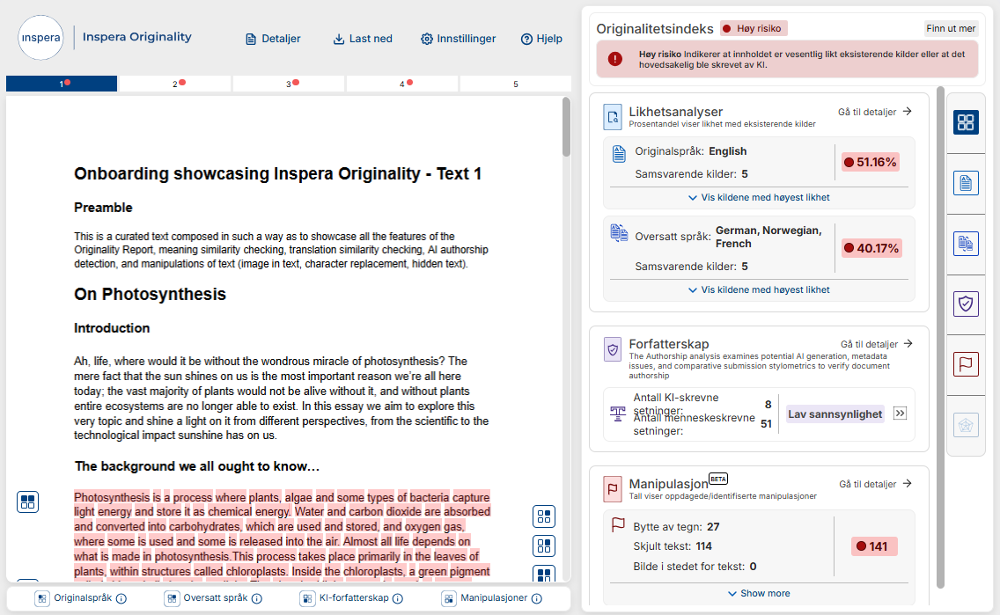 inspera
Inspera Originality
Detaljer
Last ned
Innstillinger
Hjelp
1
2
3
4
5
Onboarding showcasing Inspera Originality - Text 1
Preamble
This is a curated text composed in such a way as to showcase all the features of the
Originality Report, meaning similarity checking, translation similarity checking, AI authorship
detection, and manipulations of text (image in text, character replacement, hidden text).
On Photosynthesis
Introduction
Ah, life, where would it be without the wondrous miracle of photosynthesis? The
mere fact that the sun shines on us is the most important reason we're all here
today; the vast majority of plants would not be alive without it, and without plants
entire ecosystems are no longer able to exist. In this essay we aim to explore this
very topic and shine a light on it from different perspectives, from the scientific to the
technological impact sunshine has on us.
The background we all ought to know…
Photosynthesis is a process where plants, algae and some types of bacteria capture
light energy and store it as chemical energy. Water and carbon dioxide are absorbed
and converted into carbohydrates, which are used and stored, and oxygen gas,
where some is used and some is released into the air. Almost all life depends on
what is made in photosynthesis.This process takes place primarily in the leaves of
plants, within structures called chloroplasts. Inside the chloroplasts, a green pigment
Originalspråk
Oversatt språk
KI-forfatterskap
Manipulasjoner
Originalitetsindeks
Høy risiko
Finn ut mer
Høy risiko Indikerer at innholdet er vesentlig likt eksisterende kilder eller at det
hovedsakelig ble skrevet av KI.
Likhetsanalyser
Gå til detaljer
Prosentandel viser likhet med eksisterende kilder
Originalspråk: English
Samsvarende kilder: 5
51.16%
Vis kildene med høyest likhet
Oversatt språk: German, Norwegian,
French
Samsvarende kilder: 5
40.17%
Vis kildene med høyest likhet
Forfatterskap
Gå til detaljer
The Authorship analysis examines potential AI generation, metadata
issues, and comparative submission stylometrics to verify document
authorship
Antall KI-skrevne
setninger: 8
Antall menneskeskrevne
setninger: 51
Lav sannsynlighet
Manipulasjon BETA
Gå til detaljer
Tall viser oppdagede/identifiserte manipulasjoner
Bytte av tegn: 27
Skjult tekst: 114
Bilde i stedet for tekst: 0
141
Show more